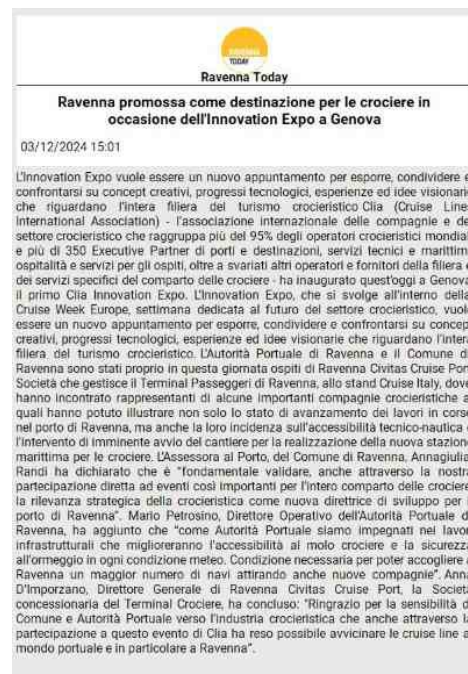 RAVENNA
TODAY
Ravenna Today
Ravenna promossa come destinazione per le crociere in
occasione dell'Innovation Expo a Genova
03/12/2024 15:01
L'Innovation Expo vuole essere un nuovo appuntamento per esporre, condividere e
confrontarsi su concept creativi, progressi tecnologici, esperienze ed idee visionari
che riguardano l'intera filiera del turismo crocieristico Clia (Cruise Line
International Association) - l'associazione internazionale delle compagnie e de
settore crocieristico che raggruppa più del 95% degli operatori crocieristici mondial
e più di 350 Executive Partner di porti e destinazioni, servizi tecnici e marittim
ospitalità e servizi per gli ospiti, oltre a svariati altri operatori e fornitori della filiera e
dei servizi specifici del comparto delle crociere - ha inaugurato quest'oggi a Genova
il primo Clia Innovation Expo. L'Innovation Expo, che si svolge all'interno della
Cruise Week Europe, settimana dedicata al futuro del settore crocieristico, vuole
essere un nuovo appuntamento per esporre, condividere e confrontarsi su concep
creativi, progressi tecnologici, esperienze ed idee visionarie che riguardano l'inter
filiera del turismo crocieristico. L'Autorità Portuale di Ravenna e il Comune di
Ravenna sono stati proprio in questa giornata ospiti di Ravenna Civitas Cruise Por
Società che gestisce il Terminal Passeggeri di Ravenna, allo stand Cruise Italy, dove
hanno incontrato rappresentanti di alcune importanti compagnie crocieristiche a
quali hanno potuto illustrare non solo lo stato di avanzamento dei lavori in cors
nel porto di Ravenna, ma anche la loro incidenza sull'accessibilità tecnico-nautica e
l'intervento di imminente avvio del cantiere per la realizzazione della nuova stazion
marittima per le crociere. L'Assessora al Porto, del Comune di Ravenna, Annagiulia
Randi ha dichiarato che è "fondamentale validare, anche attraverso la nostr
partecipazione diretta ad eventi così importanti per l'intero comparto delle crociere
la rilevanza strategica della crocieristica come nuova direttrice di sviluppo per i
porto di Ravenna". Mario Petrosino, Direttore Operativo dell'Autorità Portuale d
Ravenna, ha aggiunto che "come Autorità Portuale siamo impegnati nei lavor
infrastrutturali che miglioreranno l'accessibilità al molo crociere e la sicurezza
all'ormeggio in ogni condizione meteo. Condizione necessaria per poter accogliere a
Ravenna un maggior numero di navi attirando anche nuove compagnie". Anna
D'Imporzano, Direttore Generale di Ravenna Civitas Cruise Port, la Società
concessionaria del Terminal Crociere, ha concluso: "Ringrazio per la sensibilità d
Comune e Autorità Portuale verso l'industria crocieristica che anche attraverso la
partecipazione a questo evento di Clia ha reso possibile avvicinare le cruise line a
mondo portuale e in particolare a Ravenna".